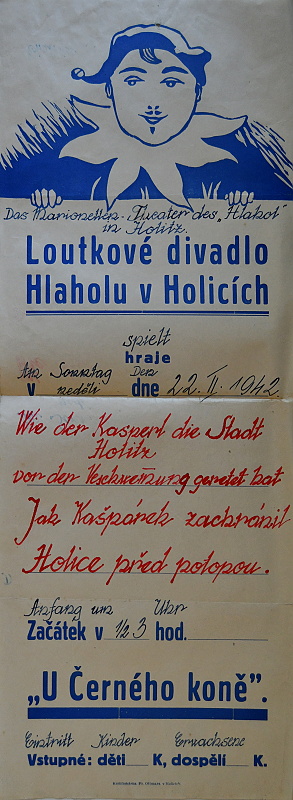 Das Marionetten-Theater des „Hlahol"
in Holitz.
Loutkové divadlo
Hlaholu v Holicích
spielt
hraje
Am Sonntag Den
v neděli dne 22. II. 1942.
Wie der Kasperl die Stadt
Holitz
vor der gerettet hat
Jak Kašpárek zachránil
Holice před potopou.
Anfang um Uhr
Začátek v 1/2 3 hod.
„U Černého koně".
Eintritt Kinder Erwachsene
Vstupné: děti K, dospělí K.